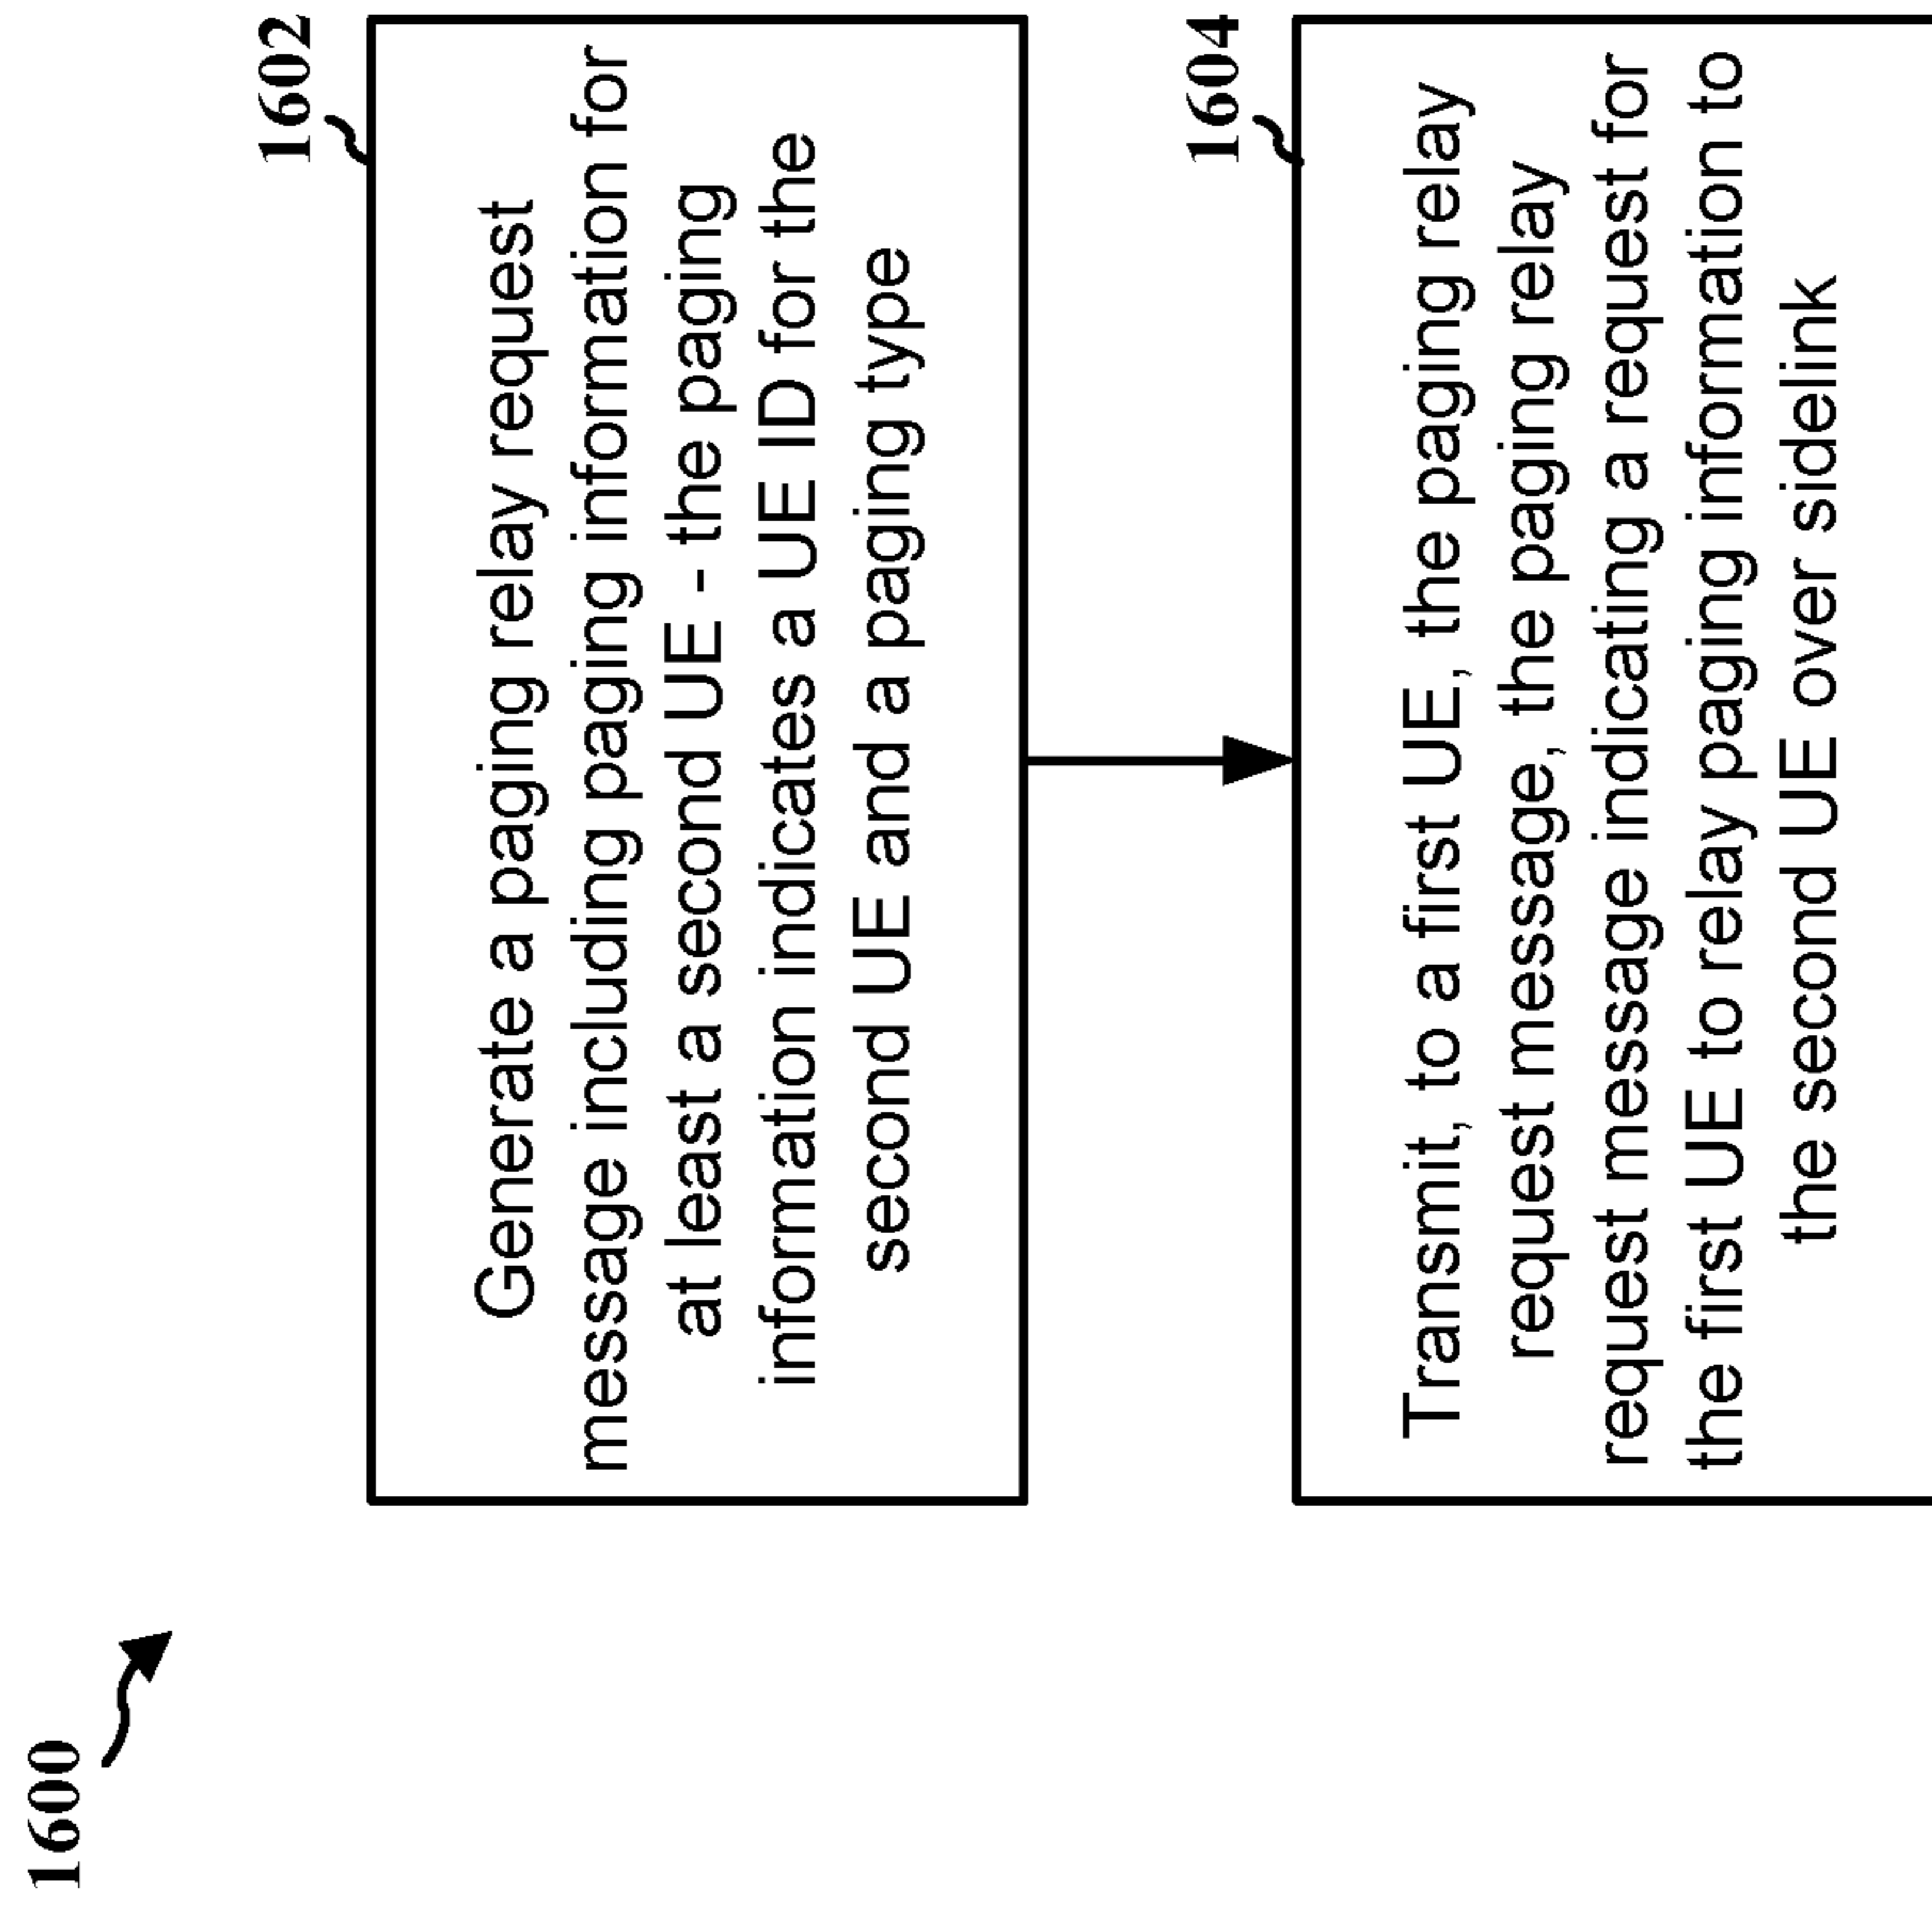 1600
1602
Generate a paging relay request
message including paging information for
at least a second UE - the paging
information indicates a UE ID for the
second UE and a paging type
1604
Transmit, to a first UE, the paging relay
request message, the paging relay
request message indicating a request for
the first UE to relay paging information to
the second UE over sidelink